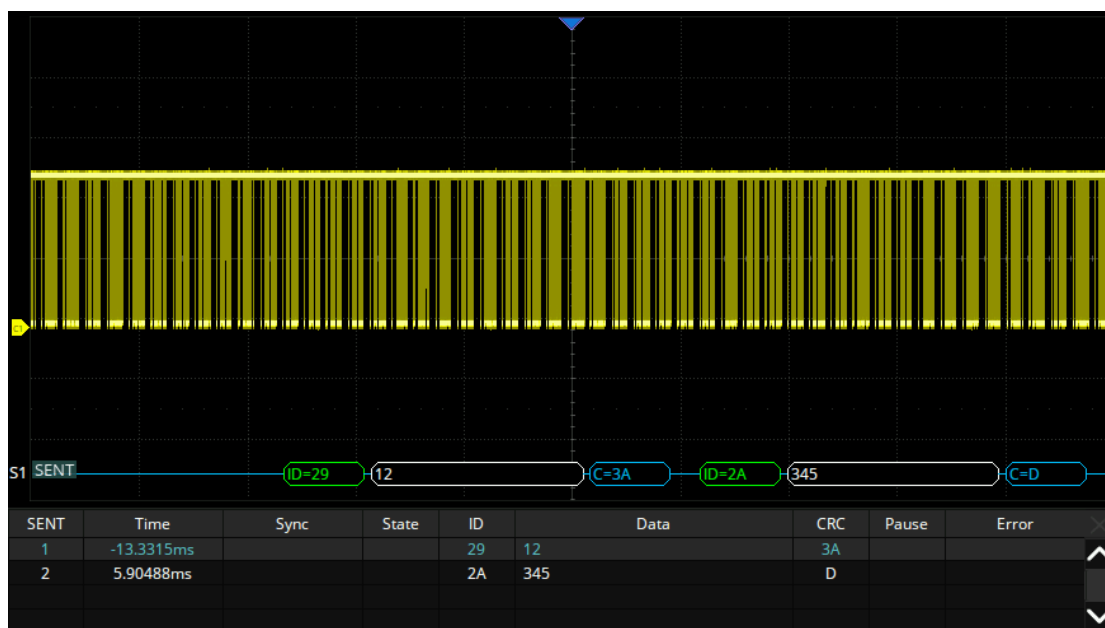 C1
S1 SENT ID=29 12 C=3A ID=2A 345 C=D
SENT Time Sync State ID Data CRC Pause Error
1 -13.3315ms 29 12 3A
2 5.90488ms 2A 345 D